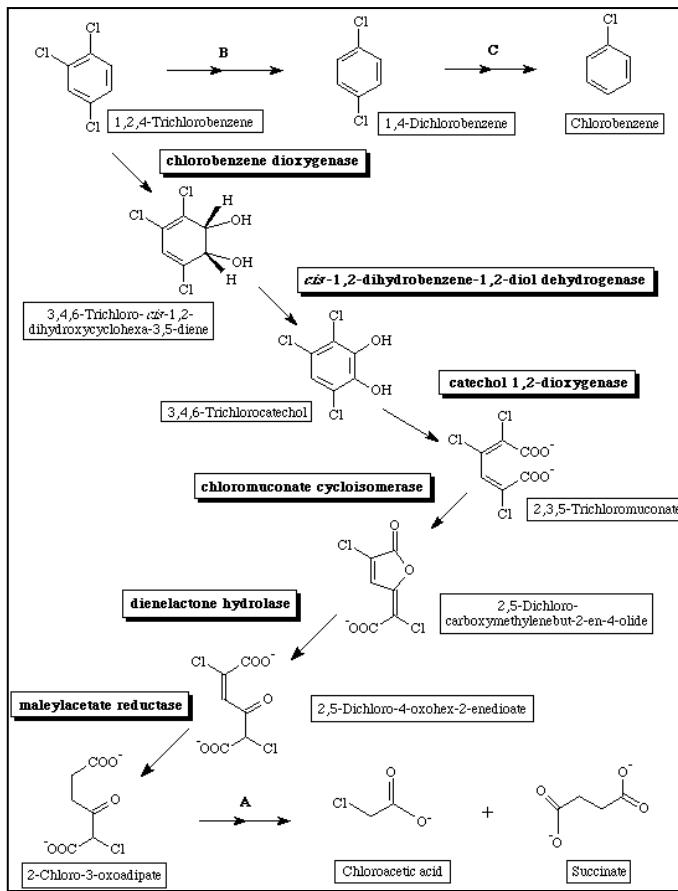 Cl
Cl
Cl
1,2,4-Trichlorobenzene
B
Cl
Cl
1,4-Dichlorobenzene
C
Cl
Chlorobenzene
chlorobenzene dioxygenase
Cl
Cl
H
OH
OH
H
Cl
3,4,6-Trichloro-cis-1,2-
dihydroxycyclohexa-3,5-diene
cis-1,2-dihydrobenzene-1,2-diol dehydrogenase
Cl
Cl
OH
OH
Cl
3,4,6-Trichlorocatechol
catechol 1,2-dioxygenase
Cl
Cl
COO-
COO-
Cl
2,3,5-Trichloromuconate
chloromuconate cycloisomerase
O
Cl
O
-OOC
Cl
2,5-Dichloro-
carboxymethylenebut-2-en-4-olide
dienelactone hydrolase
Cl
COO-
O
-OOC
Cl
2,5-Dichloro-4-oxohex-2-enedioate
maleylacetate reductase
COO-
O
-OOC
Cl
2-Chloro-3-oxoadipate
A
Cl
O
O-
Chloroacetic acid
+
O-
O
O
O-
Succinate